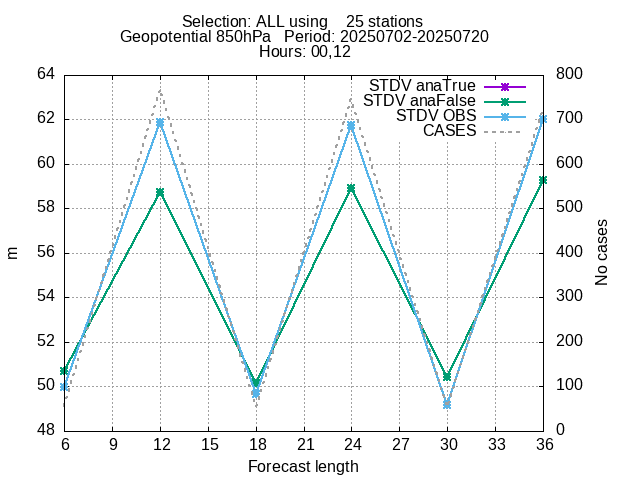 Selection: ALL using    25 stations
Geopotential 850hPa   Period: 20250702-20250720
Hours: 00,12
64 800
STDV anaTrue
STDV anaFalse
STDV OBS
CASES
62 700
60 600
58 500
56 400
54 300
52 200
50 100
48 0
m
No cases
6 9 12 15 18 21 24 27 30 33 36
Forecast length